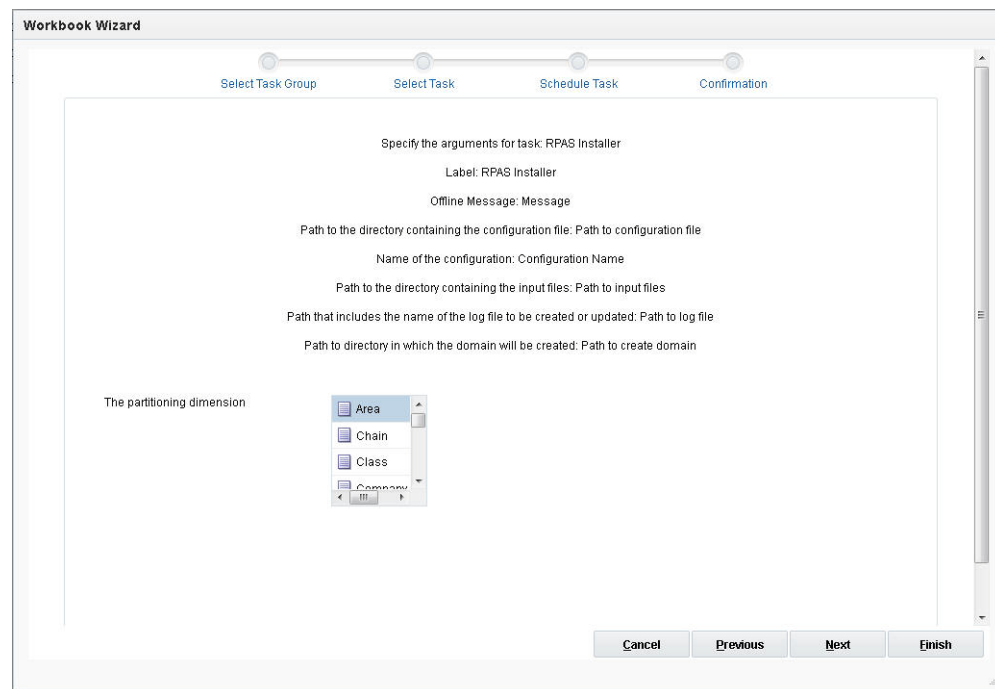 Workbook Wizard
Select Task Group
Select Task
Schedule Task
Confirmation
Specify the arguments for task: RPAS Installer
Label: RPAS Installer
Offline Message: Message
Path to the directory containing the configuration file: Path to configuration file
Name of the configuration: Configuration Name
Path to the directory containing the input files: Path to input files
Path that includes the name of the log file to be created or updated: Path to log file
Path to directory in which the domain will be created: Path to create domain
The partitioning dimension
Area
Chain
Class
Company
Cancel
Previous
Next
Finish